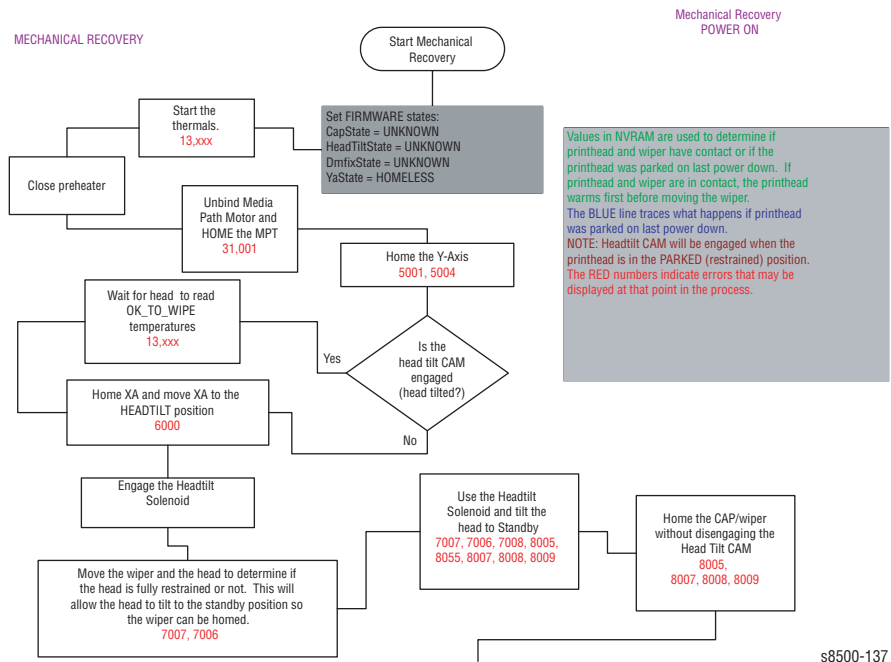 Mechanical Recovery
POWER ON
MECHANICAL RECOVERY
Start Mechanical
Recovery
Set FIRMWARE states:
CapState = UNKNOWN
HeadTiltState = UNKNOWN
DmfixState = UNKNOWN
YaState = HOMELESS
Start the
thermals.
13,xxx
Close preheater
Unbind Media
Path Motor and
HOME the MPT
31,001
Home the Y-Axis
5001, 5004
Values in NVRAM are used to determine if
printhead and wiper have contact or if the
printhead was parked on last power down.  If
printhead and wiper are in contact, the printhead
warms first before moving the wiper.
The BLUE line traces what happens if printhead
was parked on last power down.
NOTE: Headtilt CAM will be engaged when the
printhead is in the PARKED (restrained) position.
The RED numbers indicate errors that may be
displayed at that point in the process.
Is the
head tilt CAM
engaged
(head tilted?)
Yes
No
Wait for head  to read
OK_TO_WIPE
temperatures
13,xxx
Home XA and move XA to the
HEADTILT position
6000
Engage the Headtilt
Solenoid
Move the wiper and the head to determine if
the head is fully restrained or not.  This will
allow the head to tilt to the standby position so
the wiper can be homed.
7007, 7006
Use the Headtilt
Solenoid and tilt the
head to Standby
7007, 7006, 7008, 8005,
8055, 8007, 8008, 8009
Home the CAP/wiper
without disengaging the
Head Tilt CAM
8005,
8007, 8008, 8009
s8500-137